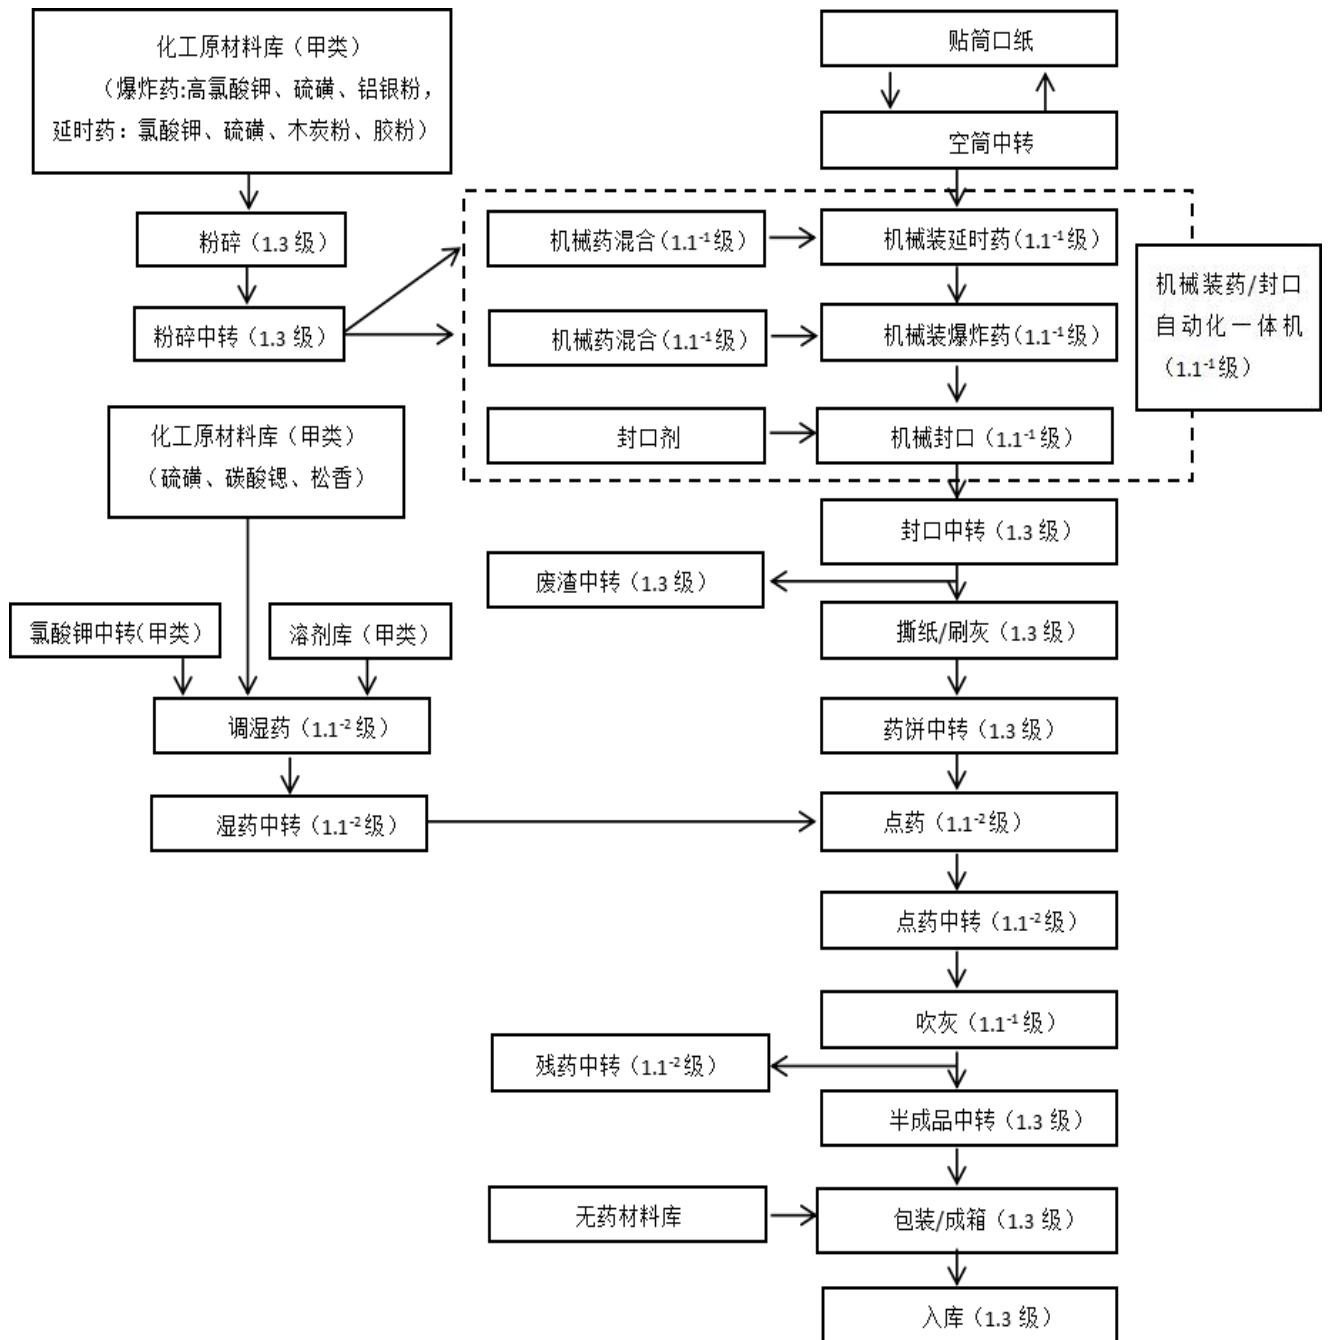 化工原材料库（甲类）
（爆炸药:高氯酸钾、硫磺、铝银粉，
延时药：氯酸钾、硫磺、木炭粉、胶粉）
贴筒口纸
空筒中转
粉碎（1.3 级）
机械药混合（1.1⁻¹级）
机械装延时药（1.1⁻¹级）
粉碎中转（1.3 级）
机械药混合（1.1⁻¹级）
机械装爆炸药（1.1⁻¹级）
机械装药/封口
自动化一体机
（1.1⁻¹级）
化工原材料库（甲类）
（硫磺、碳酸锶、松香）
封口剂
机械封口（1.1⁻¹级）
封口中转（1.3 级）
废渣中转（1.3 级）
氯酸钾中转（甲类）
溶剂库（甲类）
撕纸/刷灰（1.3 级）
调湿药（1.1⁻²级）
药饼中转（1.3 级）
湿药中转（1.1⁻²级）
点药（1.1⁻²级）
点药中转（1.1⁻²级）
吹灰（1.1⁻¹级）
残药中转（1.1⁻²级）
半成品中转（1.3 级）
无药材料库
包装/成箱（1.3 级）
入库（1.3 级）